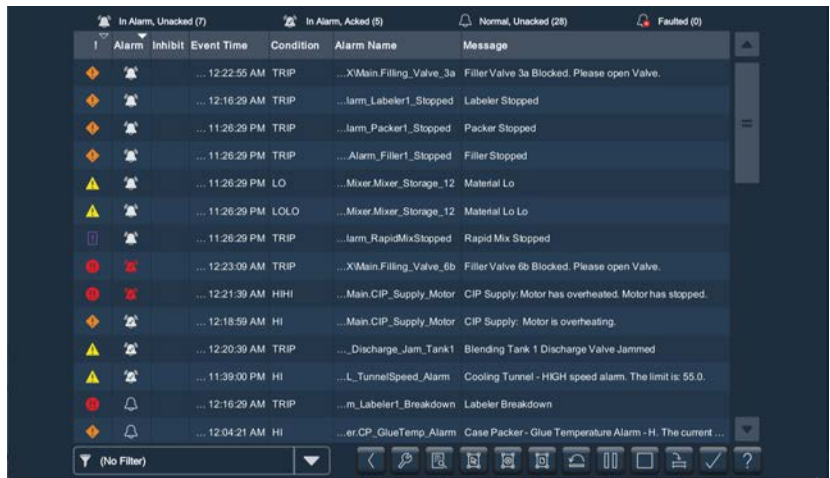 In Alarm, Unacked (7) In Alarm, Acked (5) Normal, Unacked (28) Faulted (0)
! Alarm Inhibit Event Time Condition Alarm Name Message
... 12:22:55 AM TRIP ...X\Main.Filling_Valve_3a Filler Valve 3a Blocked. Please open Valve.
... 12:16:29 AM TRIP ...larm_Labeler1_Stopped Labeler Stopped
... 11:26:29 PM TRIP ...larm_Packer1_Stopped Packer Stopped
... 11:26:29 PM TRIP ....Alarm_Filler1_Stopped Filler Stopped
... 11:26:29 PM LO ...Mixer.Mixer_Storage_12 Material Lo
... 11:26:29 PM LOLO ...Mixer.Mixer_Storage_12 Material Lo Lo
... 11:26:29 PM TRIP ...larm_RapidMixStopped Rapid Mix Stopped
... 12:23:09 AM TRIP ...X\Main.Filling_Valve_6b Filler Valve 6b Blocked. Please open Valve.
... 12:21:39 AM HIHI ...Main.CIP_Supply_Motor CIP Supply: Motor has overheated. Motor has stopped.
... 12:18:59 AM HI ...Main.CIP_Supply_Motor CIP Supply: Motor is overheating.
... 12:20:39 AM TRIP ..._Discharge_Jam_Tank1 Blending Tank 1 Discharge Valve Jammed
... 11:39:00 PM HI ...L_TunnelSpeed_Alarm Cooling Tunnel - HIGH speed alarm. The limit is: 55.0.
... 12:16:29 AM TRIP ...m_Labeler1_Breakdown Labeler Breakdown
... 12:04:21 AM HI ...er.CP_GlueTemp_Alarm Case Packer - Glue Temperature Alarm - H. The current ...
(No Filter) ?